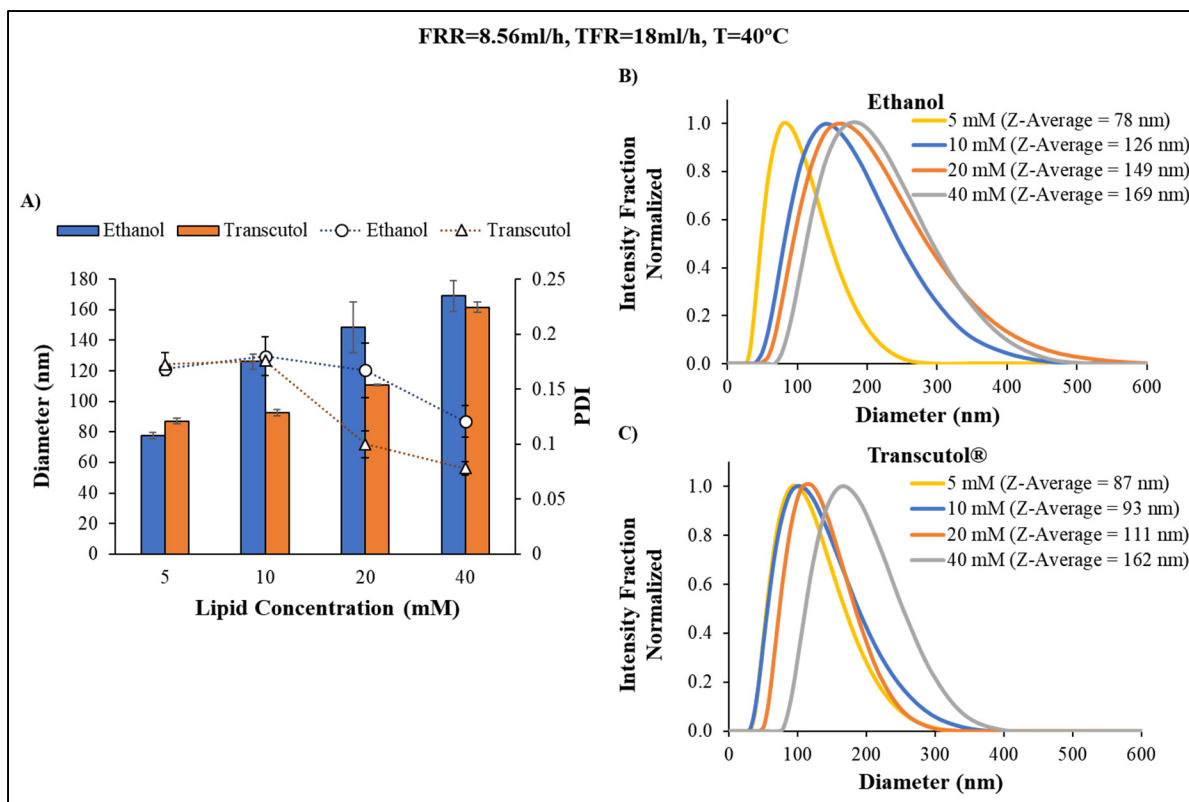 FRR=8.56ml/h, TFR=18ml/h, T=40ºC
A)
Ethanol Transcutol Ethanol Transcutol
Diameter (nm)
180
160
140
120
100
80
60
40
20
0
0.25
0.2
0.15
0.1
0.05
0
PDI
5 10 20 40
Lipid Concentration (mM)
B)
Ethanol
5 mM (Z-Average = 78 nm)
10 mM (Z-Average = 126 nm)
20 mM (Z-Average = 149 nm)
40 mM (Z-Average = 169 nm)
Intensity Fraction
Normalized
1.0
0.8
0.6
0.4
0.2
0.0
0 100 200 300 400 500 600
Diameter (nm)
C)
Transcutol®
5 mM (Z-Average = 87 nm)
10 mM (Z-Average = 93 nm)
20 mM (Z-Average = 111 nm)
40 mM (Z-Average = 162 nm)
Intensity Fraction
Normalized
1.0
0.8
0.6
0.4
0.2
0.0
0 100 200 300 400 500 600
Diameter (nm)